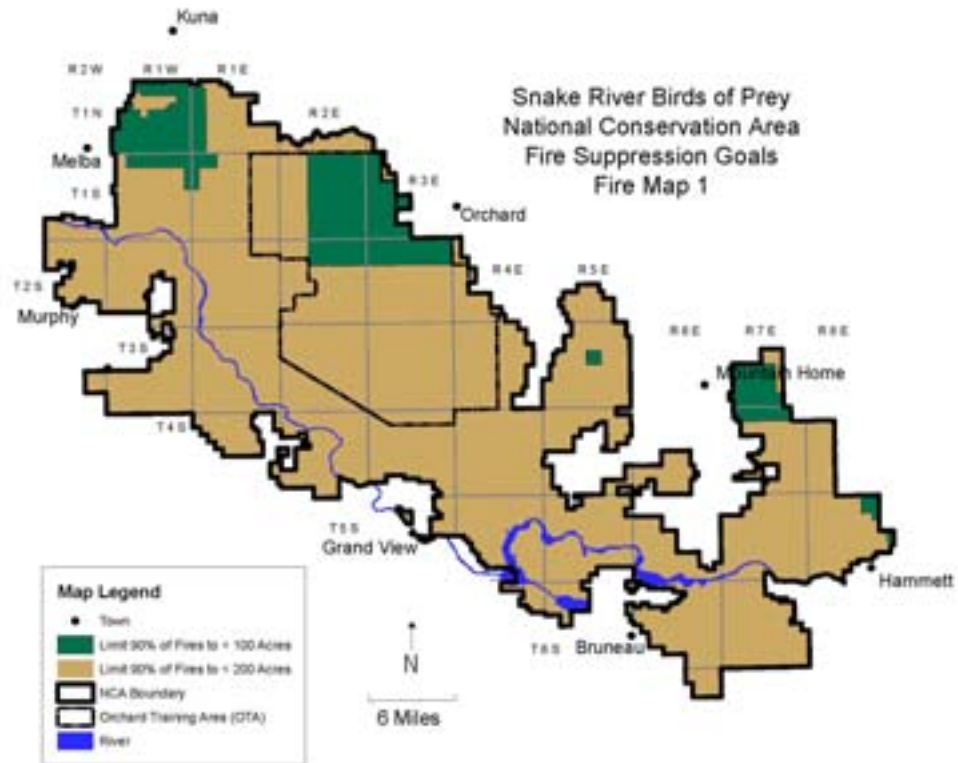 Kuna
R2W
R1W
R1E
Snake River Birds of Prey
National Conservation Area
Fire Suppression Goals
Fire Map 1
T1N
R2E
Melba
T1S
R3E
Orchard
R4E
R5E
T2S
Murphy
R6E
R7E
R8E
T3S
Mountain Home
T4S
T5S
Grand View
Hammett
T6S
Bruneau
N
6 Miles
Map Legend
Town
Limit 90% of Fires to < 100 Acres
Limit 90% of Fires to < 200 Acres
NCA Boundary
Orchard Training Area (OTA)
River